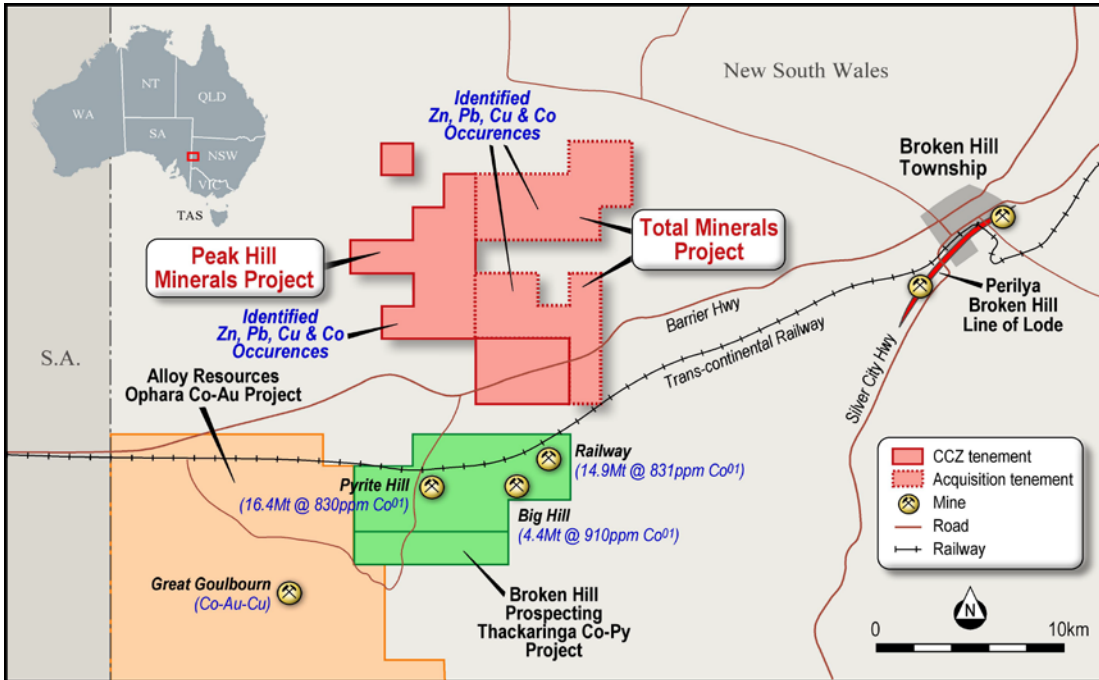 WA
NT
QLD
SA
NSW
VIC
TAS
New South Wales
Identified
Zn, Pb, Cu & Co
Occurences
Broken Hill
Township
Peak Hill
Minerals Project
Total Minerals
Project
Identified
Zn, Pb, Cu & Co
Occurences
Perilya
Broken Hill
Line of Lode
Barrier Hwy
Trans-continental Railway
Silver City Hwy
S.A.
Alloy Resources
Ophara Co-Au Project
Railway
(14.9Mt @ 831ppm Co01)
Pyrite Hill
(16.4Mt @ 830ppm Co01)
Big Hill
(4.4Mt @ 910ppm Co01)
Great Goulbourn
(Co-Au-Cu)
Broken Hill
Prospecting
Thackaringa Co-Py
Project
CCZ tenement
Acquisition tenement
Mine
Road
Railway
N
0 10km